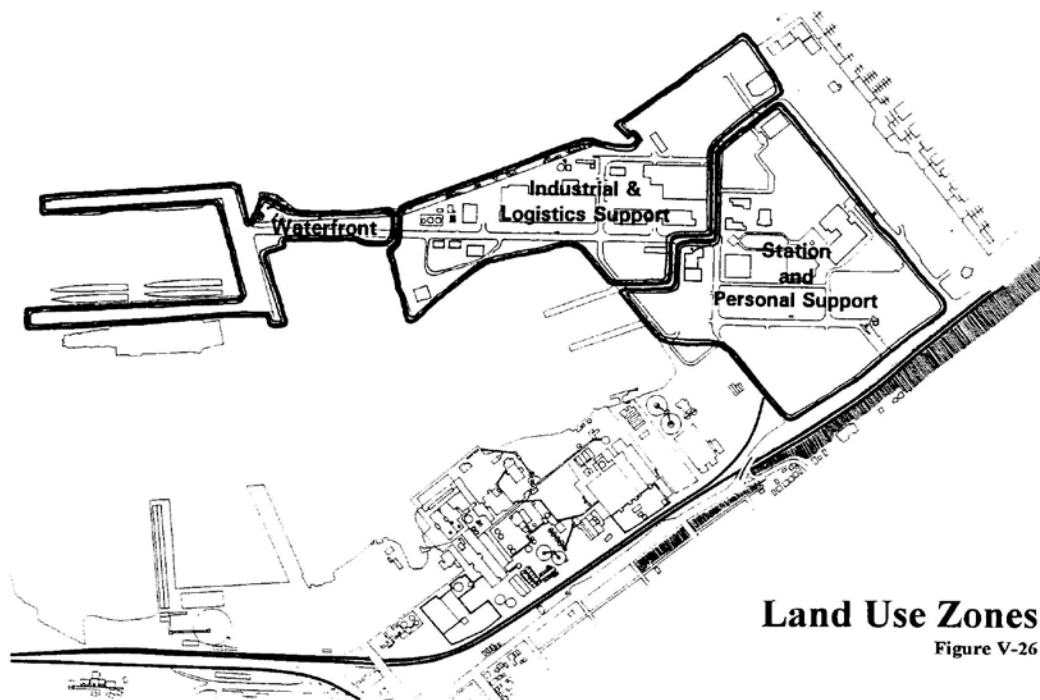 Waterfront
Industrial &
Logistics Support
Station
and
Personal Support
Land Use Zones
Figure V-26